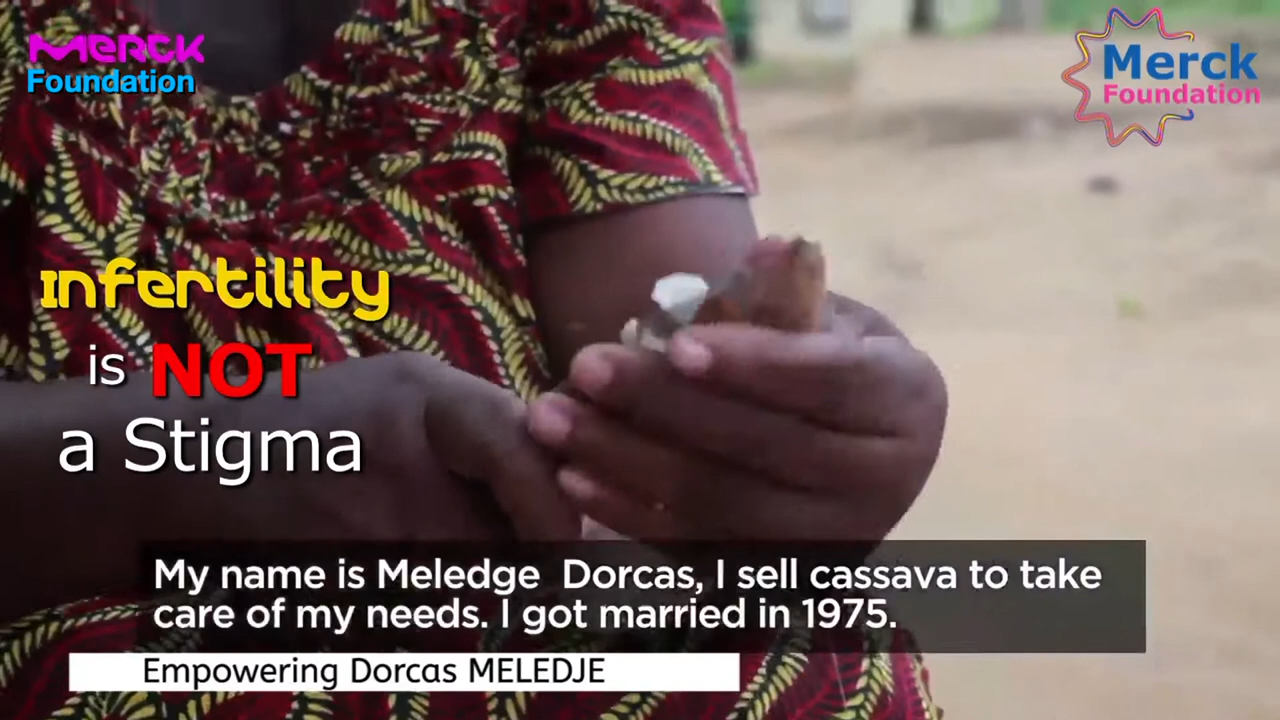 Merck
Foundation
Merck
Foundation
Infertility
is NOT
a Stigma
My name is Meledge Dorcas, I sell cassava to take
care of my needs. I got married in 1975.
Empowering Dorcas MELEDJE